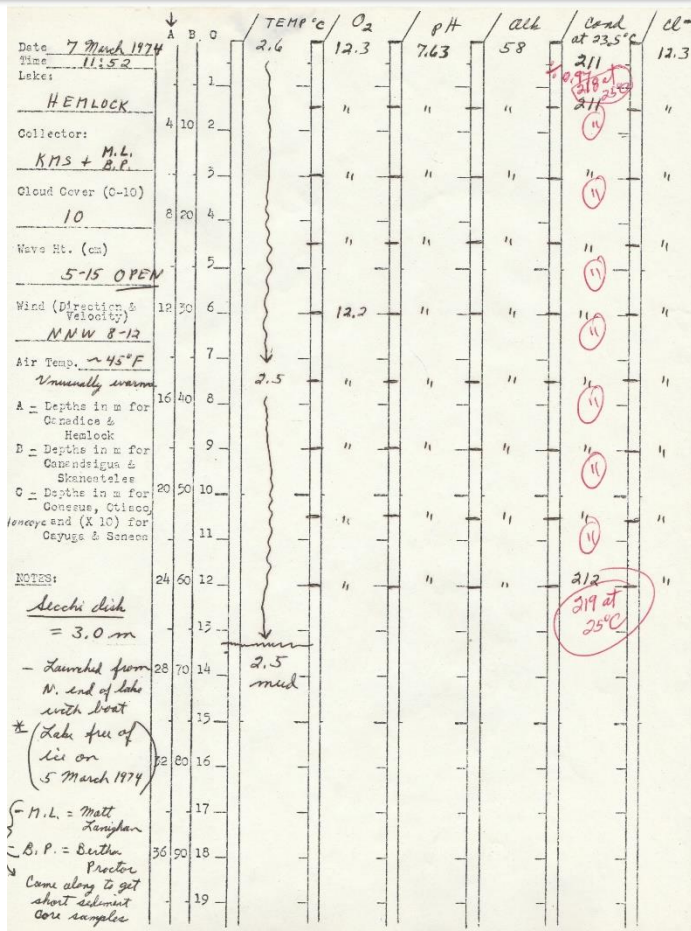 A B C TEMP °C O2 pH alk Cond at 23.5°C Cl-
Date 7 March 1974 2.6 12.3 7.63 58 211 12.3
Time 11:52 ÷ 0.97
Lake: 1 218 at 25°C
HEMLOCK " " " 211 "
4 10 2 "
Collector:
KMS + M.L. B.P. 3 " " " " "
Cloud Cover (0-10) "
10 8 20 4
Wave Ht. (cm) " " " " "
5-15 OPEN 5 "
Wind (Direction & Velocity) 12 30 6 12.2 " " " "
NNW 8-12 "
Air Temp. ~45°F 7
Unusually warm 2.5 " " " " "
16 40 8 "
A - Depths in m for
Canadice &
Hemlock 9 " " " " "
B - Depths in m for
Canandaigua & "
Skaneateles
C - Depths in m for 20 50 10
Conesus, Otisco, " " " " "
Honeoye and (X 10) for
Cayuga & Seneca 11 "
NOTES: 24 60 12 " " " 212 "
Secchi disk 219 at 25°C
= 3.0 m 13
- Launched from 28 70 14 2.5
N. end of lake mud
with boat
* (Lake free of 15
ice on 32 80 16
5 March 1974)
- M.L. = Matt 17
Lanighan
- B.P. = Bertha 36 90 18
Proctor
Came along to get
short sediment 19
core samples